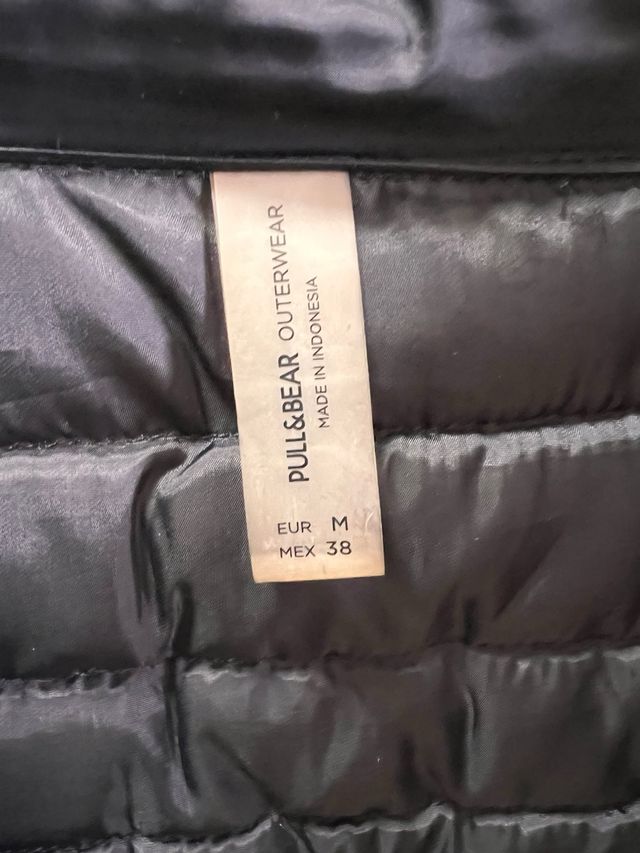 PULL&BEAR OUTERWEAR
MADE IN INDONESIA
EUR M
MEX 38